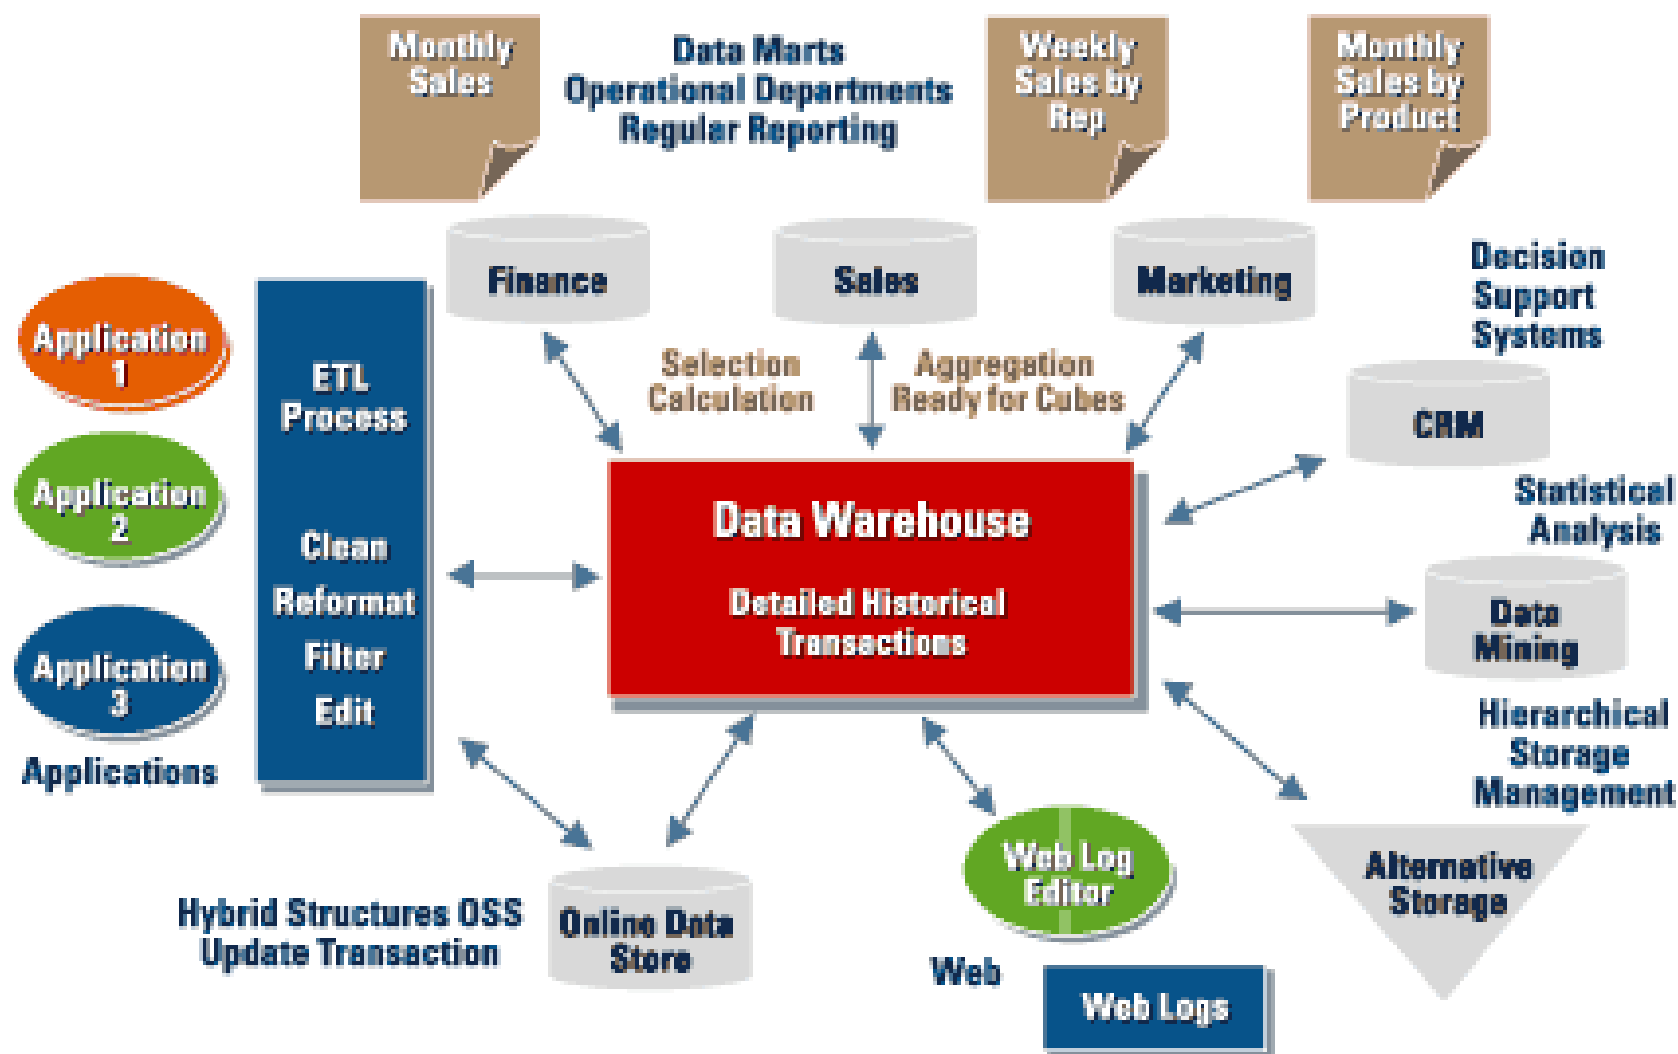 Monthly
Sales
Data Marts
Operational Departments
Regular Reporting
Weekly
Sales by
Rep
Monthly
Sales by
Product
Finance
Sales
Marketing
Decision
Support
Systems
Application
1
ETL
Process
Selection
Calculation
Aggregation
Ready for Cubes
CRM
Application
2
Clean
Reformat
Filter
Edit
Data Warehouse
Detailed Historical
Transactions
Statistical
Analysis
Data
Mining
Application
3
Applications
Hierarchical
Storage
Management
Hybrid Structures OSS
Update Transaction
Online Data
Store
Web Log
Editor
Web
Web Logs
Alternative
Storage